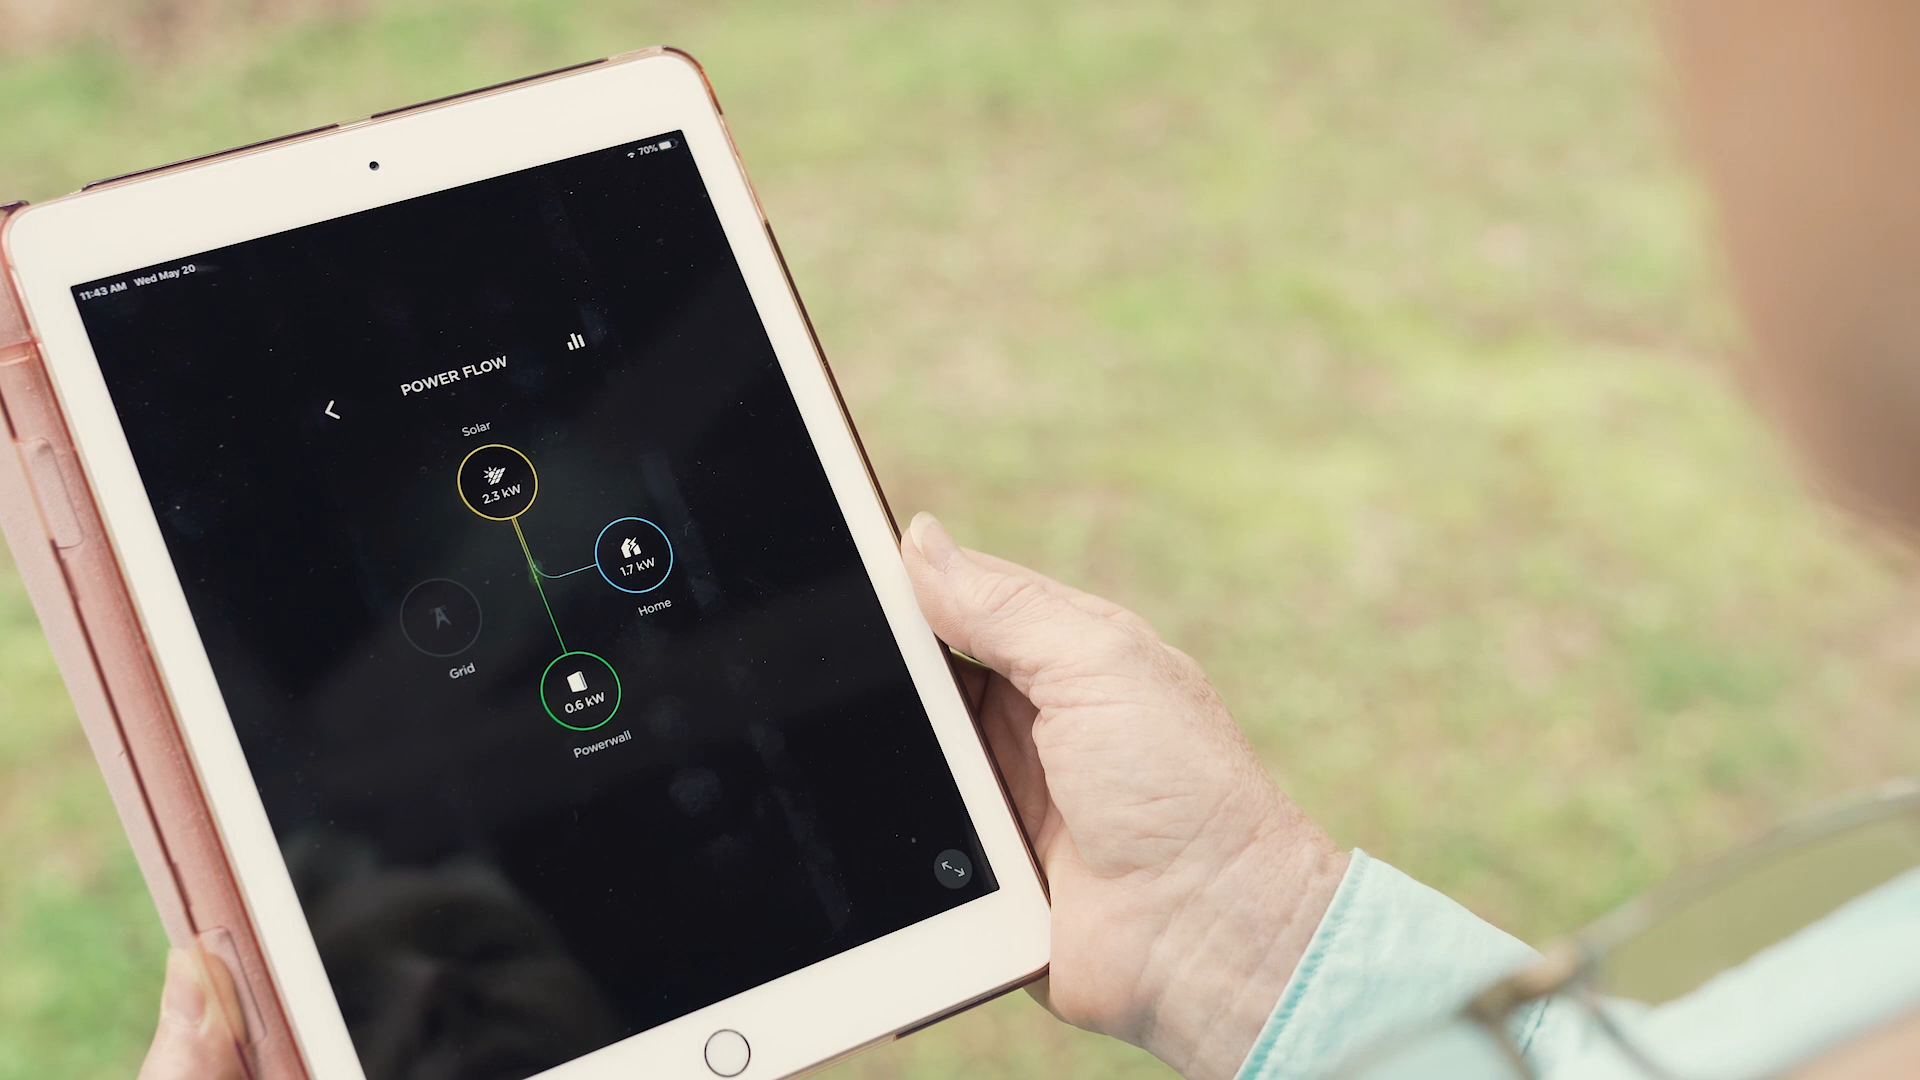 11:43 AM Wed May 20
70%
POWER FLOW
Solar
2.3 kW
1.7 kW
Home
Grid
0.6 kW
Powerwall